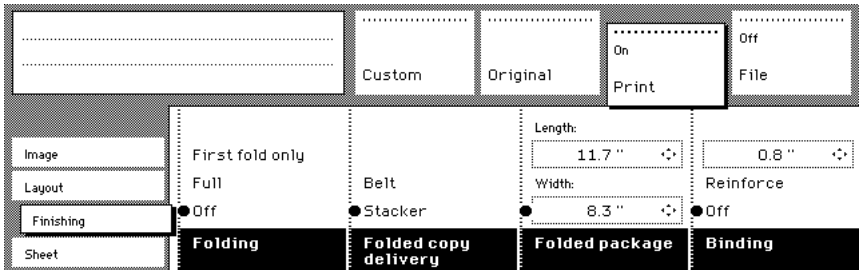 Custom
Original
On
Print
Off
File
Image
Layout
Finishing
Sheet
First fold only
Full
Off
Folding
Belt
Stacker
Folded copy
delivery
Length:
11.7 "
Width:
8.3 "
Folded package
0.8 "
Reinforce
Off
Binding